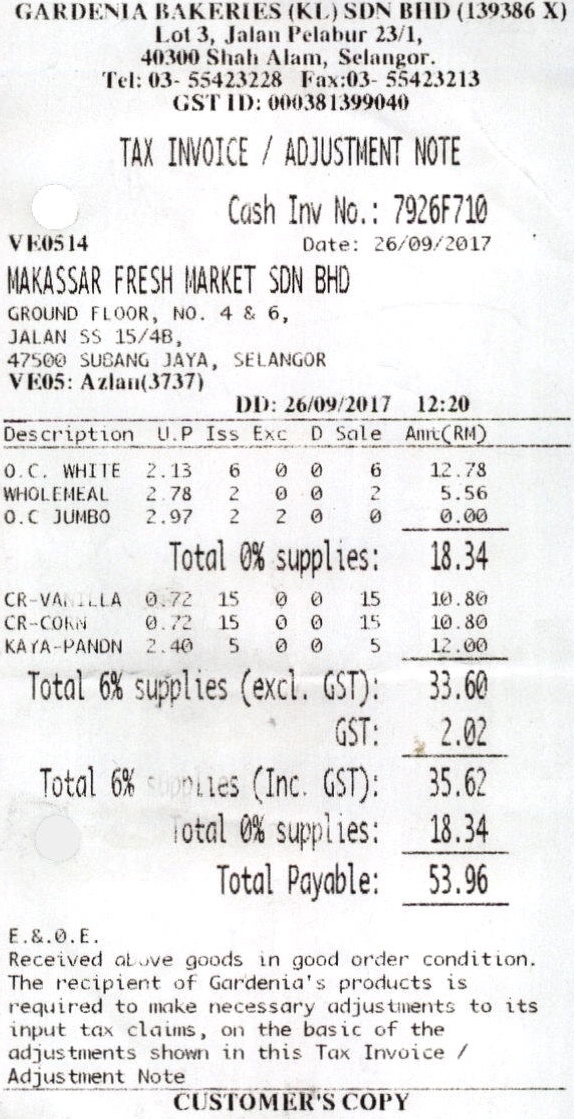 GARDENIA BAKERIES (KL) SDN BHD (139386 X)
Lot 3, Jalan Pelabur 23/1,
40300 Shah Alam, Selangor.
Tel: 03- 55423228 Fax:03- 55423213
GST ID: 000381399040
TAX INVOICE / ADJUSTMENT NOTE
Cash Inv No.: 7926F710
VE0514 Date: 26/09/2017
MAKASSAR FRESH MARKET SDN BHD
GROUND FLOOR, NO. 4 & 6,
JALAN SS 15/4B,
47500 SUBANG JAYA, SELANGOR
VE05: Azlan(3737)
DD: 26/09/2017 12:20
Description U.P Iss Exc D Sale Amt(RM)
O.C. WHITE 2.13 6 0 0 6 12.78
WHOLEMEAL 2.78 2 0 0 2 5.56
O.C JUMBO 2.97 2 2 0 0 0.00
Total 0% supplies: 18.34
CR-VANILLA 0.72 15 0 0 15 10.80
CR-CORN 0.72 15 0 0 15 10.80
KAYA-PANDN 2.40 5 0 0 5 12.00
Total 6% supplies (excl. GST): 33.60
GST: 2.02
Total 6% supplies (Inc. GST): 35.62
Total 0% supplies: 18.34
Total Payable: 53.96
E.&.O.E.
Received above goods in good order condition.
The recipient of Gardenia's products is
required to make necessary adjustments to its
input tax claims, on the basic of the
adjustments shown in this Tax Invoice /
Adjustment Note
CUSTOMER'S COPY